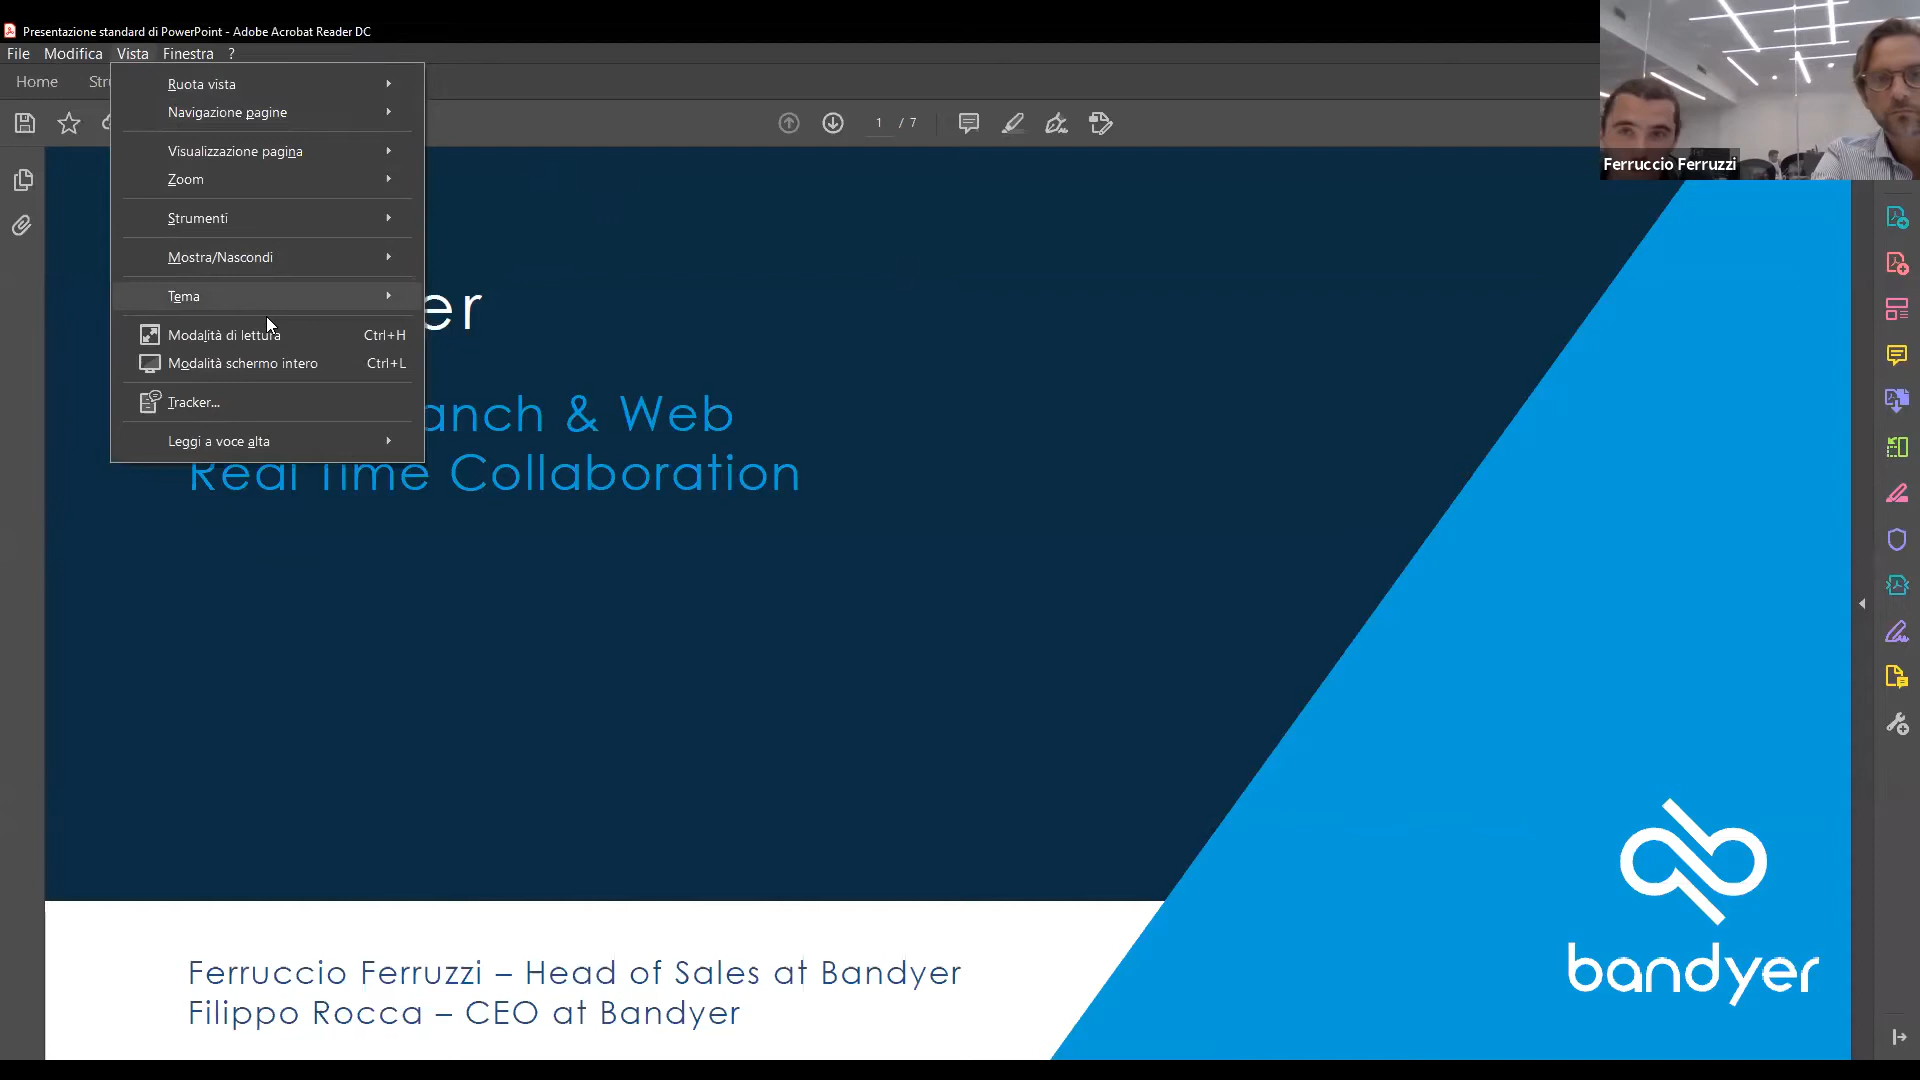 Presentazione standard di PowerPoint - Adobe Acrobat Reader DC
File Modifica Vista Finestra ?
Home
1 / 7
Ruota vista
Navigazione pagine
Visualizzazione pagina
Zoom
Strumenti
Mostra/Nascondi
Tema
Modalità di lettura Ctrl+H
Modalità schermo intero Ctrl+L
Tracker...
Leggi a voce alta
Ferruccio Ferruzzi
& Web
Real Time Collaboration
Ferruccio Ferruzzi – Head of Sales at Bandyer
Filippo Rocca – CEO at Bandyer
bandyer